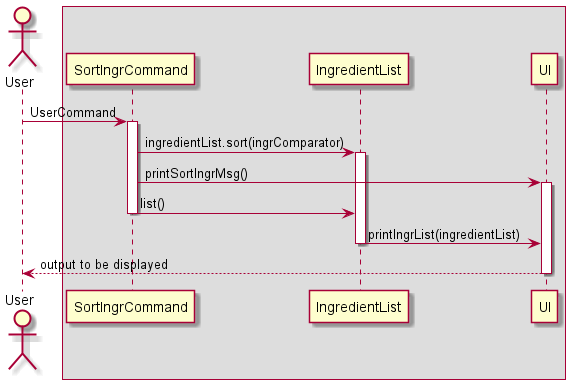 User
SortIngrCommand
IngredientList
UI
UserCommand
ingredientList.sort(ingrComparator)
printSortIngrMsg()
list()
printIngrList(ingredientList)
output to be displayed
User
SortIngrCommand
IngredientList
UI